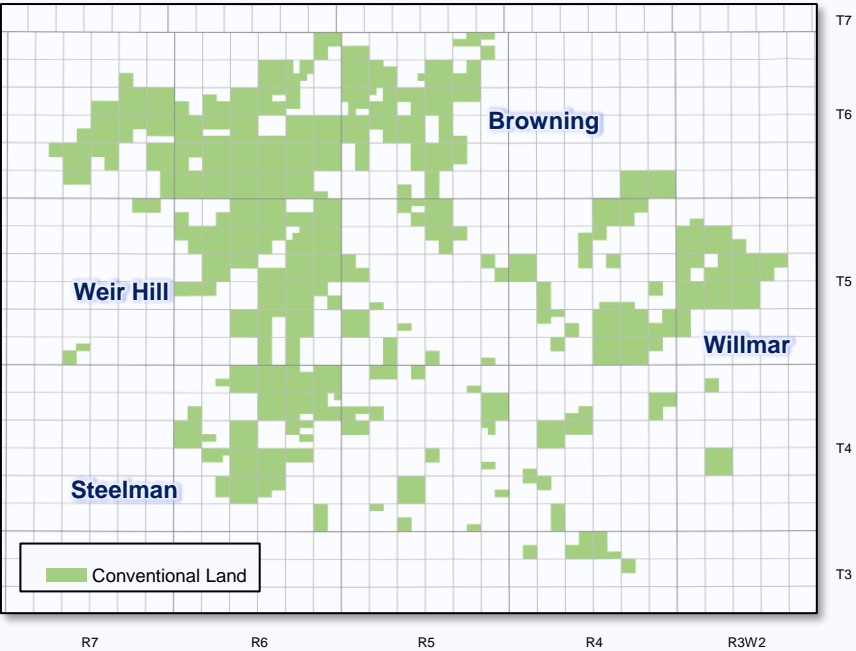 T7
T6
Browning
T5
Weir Hill
Willmar
T4
Steelman
Conventional Land
T3
R7
R6
R5
R4
R3W2